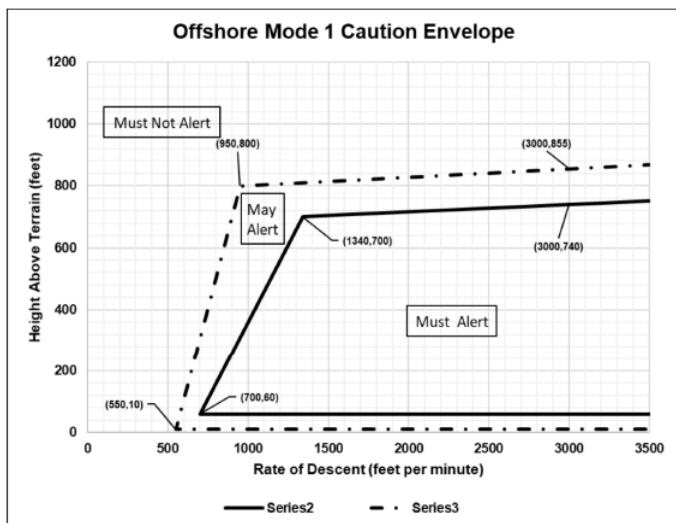 Offshore Mode 1 Caution Envelope
1200
1000
800
600
400
200
0
Height Above Terrain (feet)
Must Not Alert
(950,800)
(3000,855)
May
Alert
(1340,700)
(3000,740)
Must Alert
(550,10)
(700,60)
0
500
1000
1500
2000
2500
3000
3500
Rate of Descent (feet per minute)
Series2
Series3